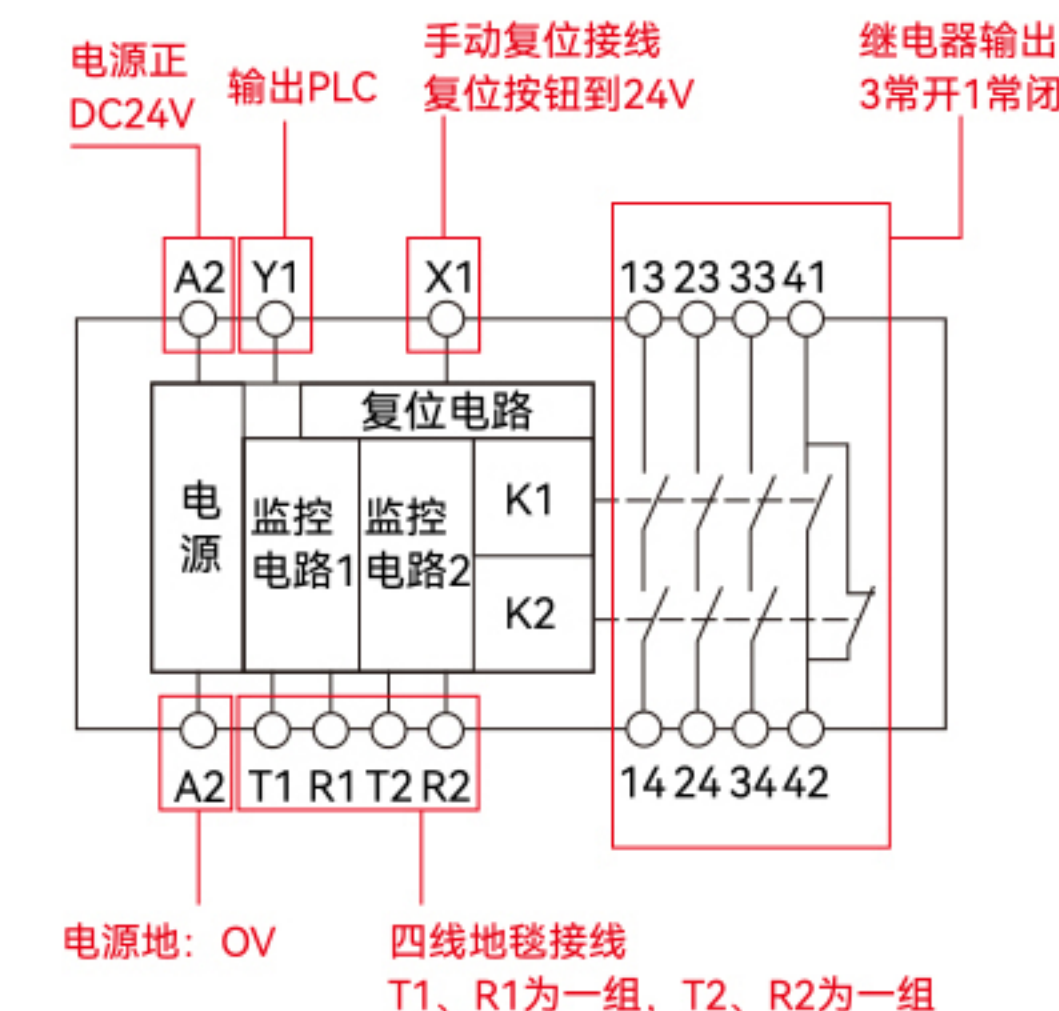 电源正
DC24V
输出PLC
手动复位接线
复位按钮到24V
继电器输出
3常开1常闭
A2 Y1 X1 13 23 33 41
复位电路
电源
监控
电路1
监控
电路2
K1
K2
A2 T1 R1 T2 R2 14 24 34 42
电源地：OV
四线地毯接线
T1、R1为一组，T2、R2为一组